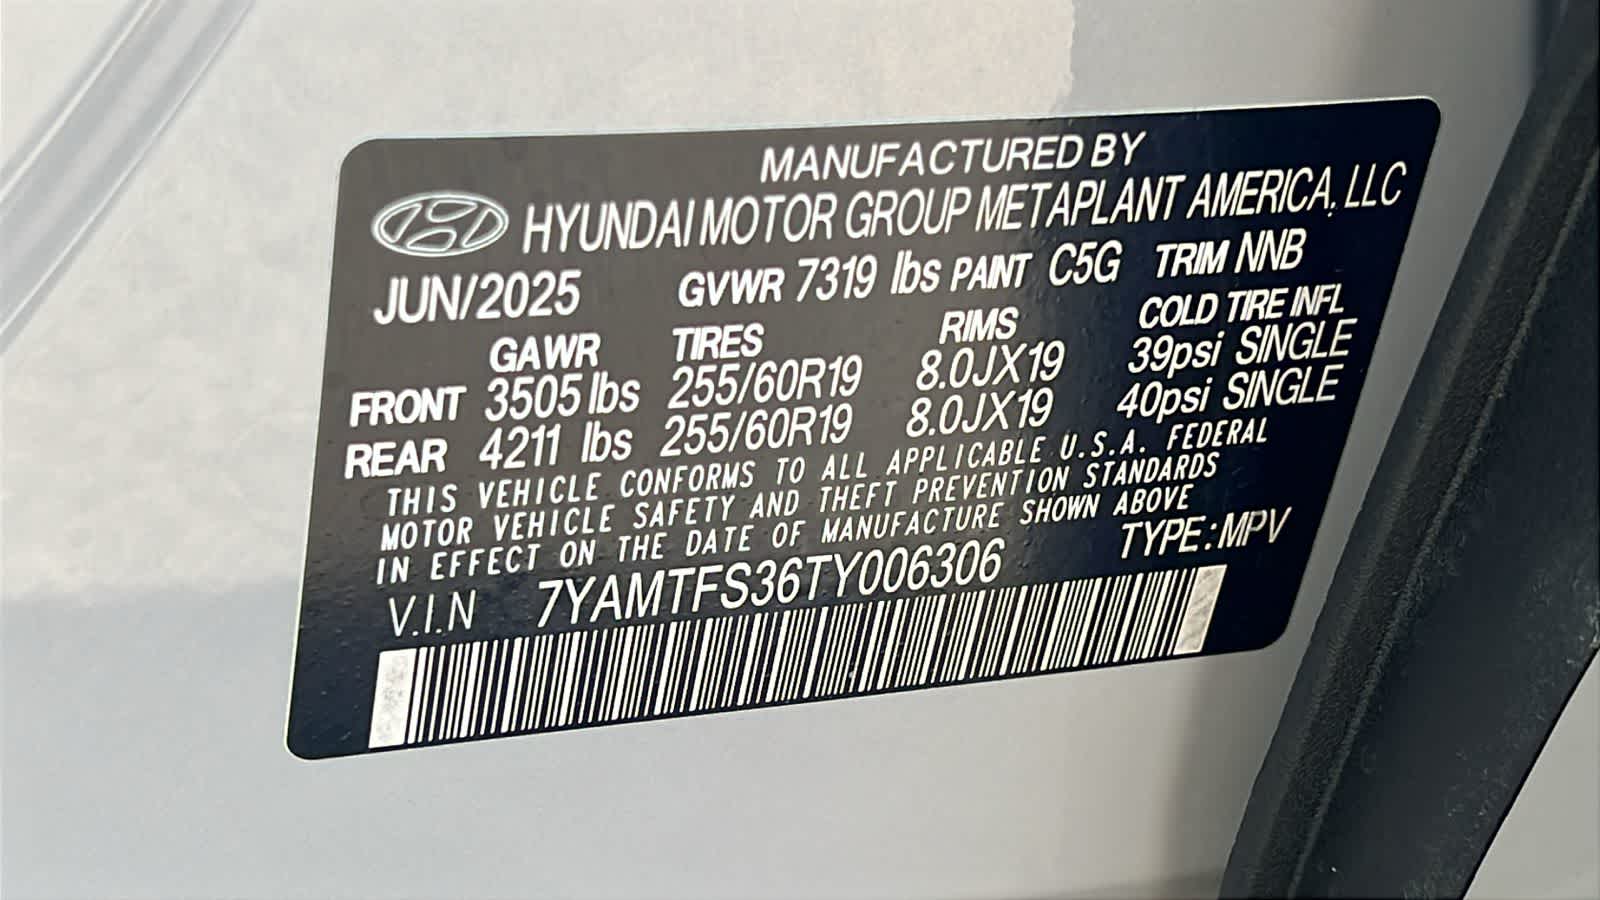 MANUFACTURED BY
HYUNDAI MOTOR GROUP METAPLANT AMERICA, LLC
JUN/2025 GVWR 7319 lbs PAINT C5G TRIM NNB
GAWR TIRES RIMS COLD TIRE INFL
FRONT 3505 lbs 255/60R19 8.0JX19 39psi SINGLE
REAR 4211 lbs 255/60R19 8.0JX19 40psi SINGLE
THIS VEHICLE CONFORMS TO ALL APPLICABLE U.S.A. FEDERAL
MOTOR VEHICLE SAFETY AND THEFT PREVENTION STANDARDS
IN EFFECT ON THE DATE OF MANUFACTURE SHOWN ABOVE
V.I.N 7YAMTFS36TY006306 TYPE:MPV